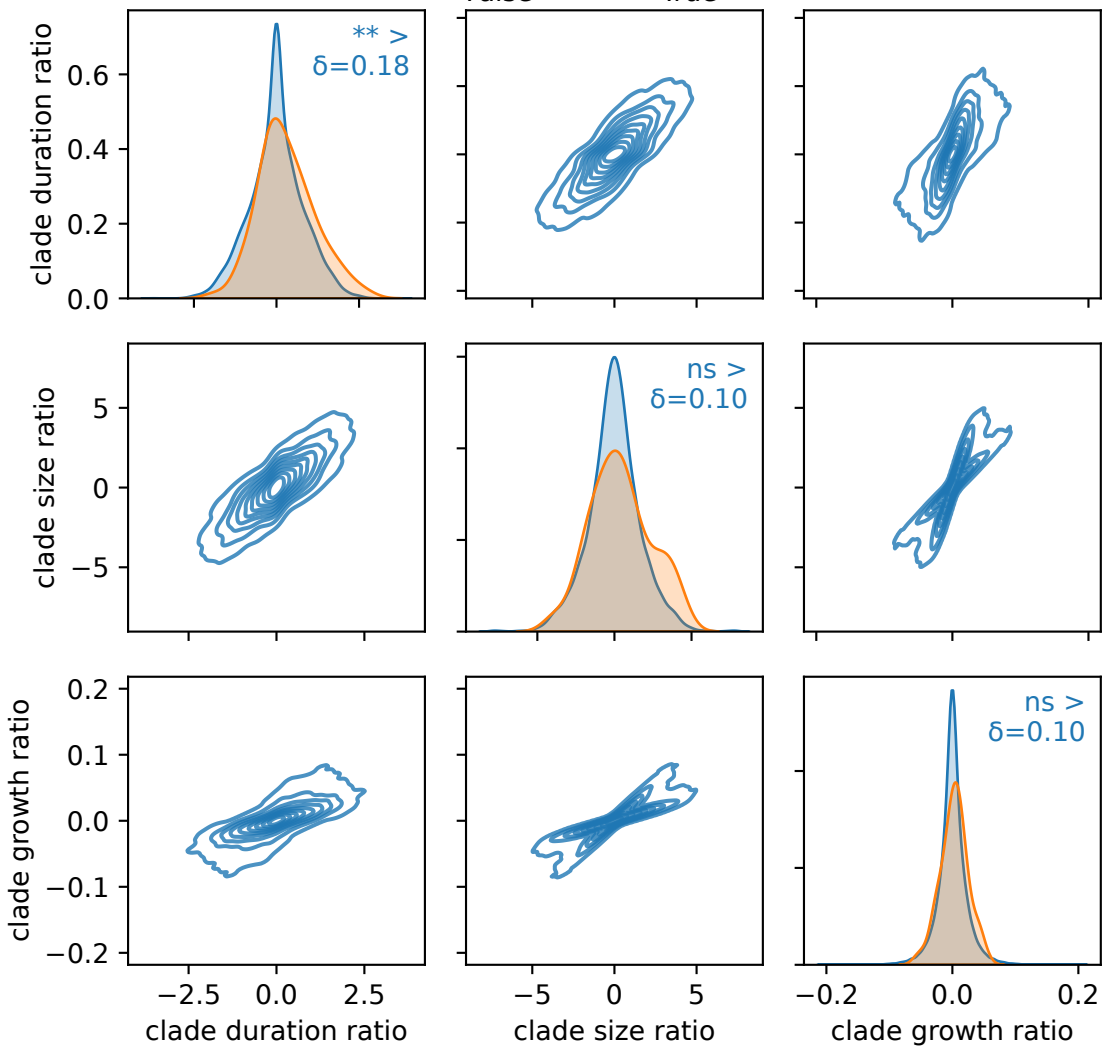 clade duration ratio
0.6
0.4
0.2
0.0
** >
δ=0.18
clade size ratio
5
0
−5
ns >
δ=0.10
clade growth ratio
0.2
0.1
0.0
−0.1
−0.2
ns >
δ=0.10
−2.5 0.0 2.5
clade duration ratio
−5 0 5
clade size ratio
−0.2 0.0 0.2
clade growth ratio